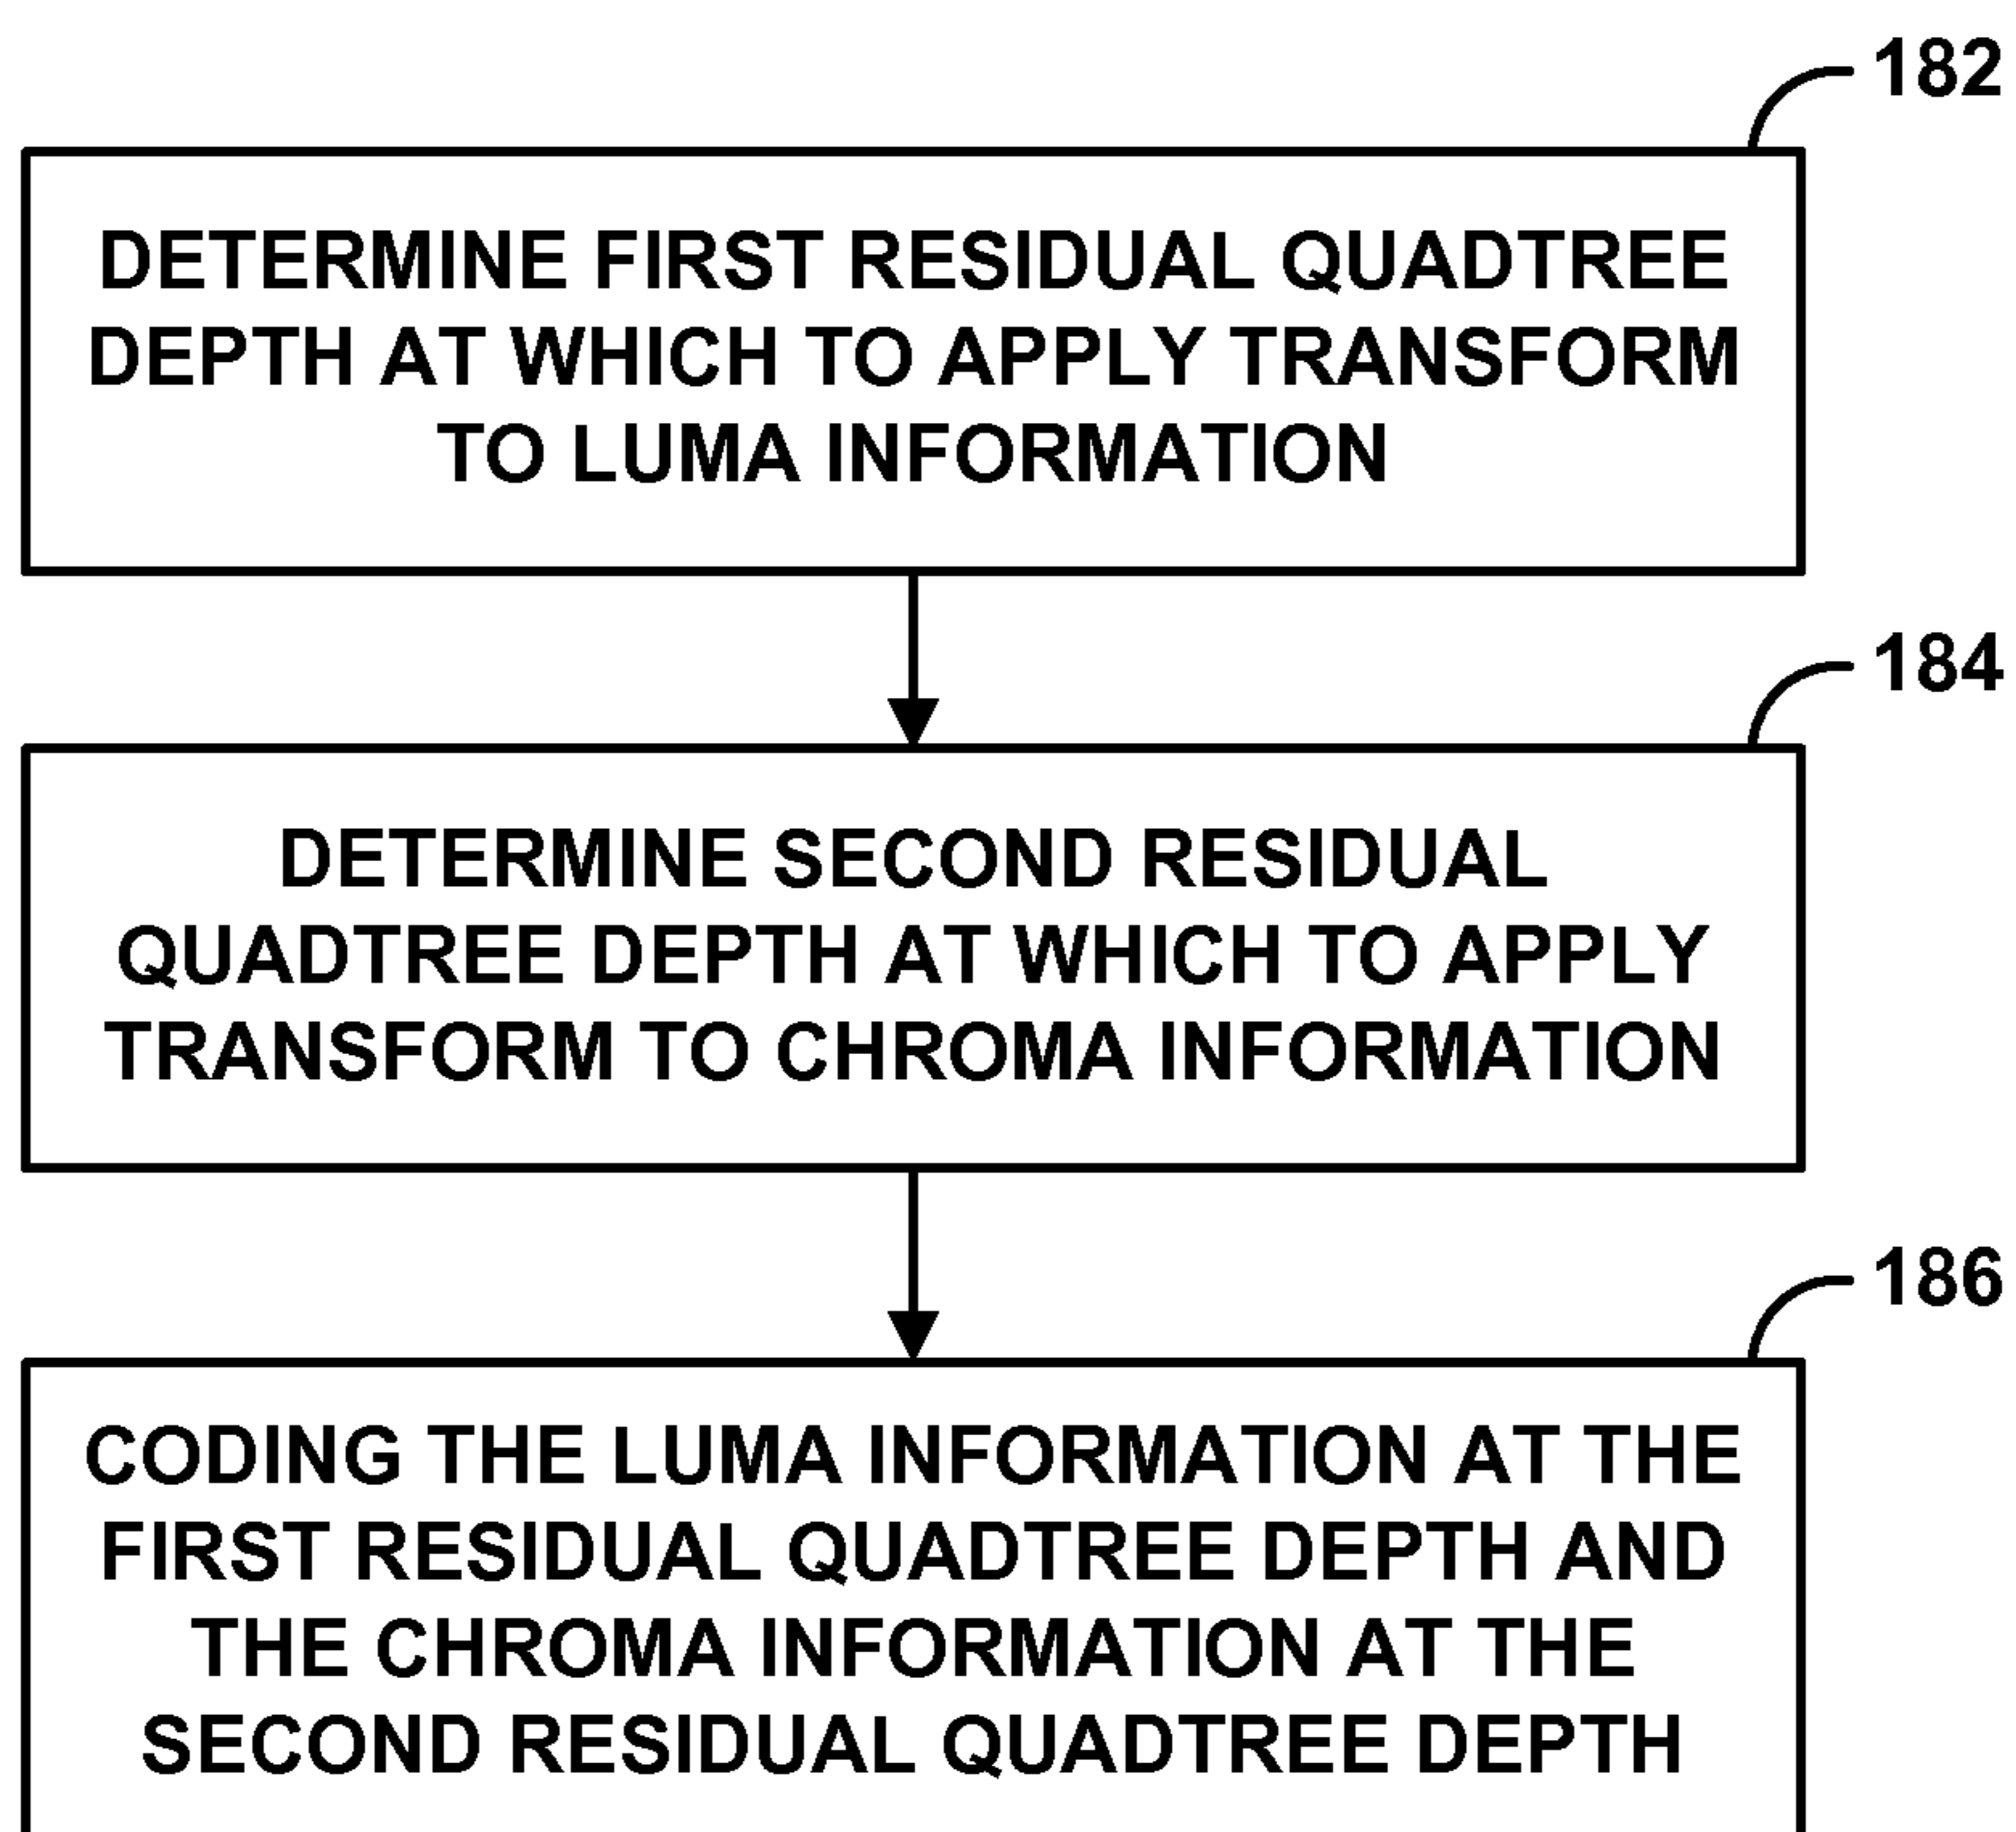 182
DETERMINE FIRST RESIDUAL QUADTREE
DEPTH AT WHICH TO APPLY TRANSFORM
TO LUMA INFORMATION
184
DETERMINE SECOND RESIDUAL
QUADTREE DEPTH AT WHICH TO APPLY
TRANSFORM TO CHROMA INFORMATION
186
CODING THE LUMA INFORMATION AT THE
FIRST RESIDUAL QUADTREE DEPTH AND
THE CHROMA INFORMATION AT THE
SECOND RESIDUAL QUADTREE DEPTH